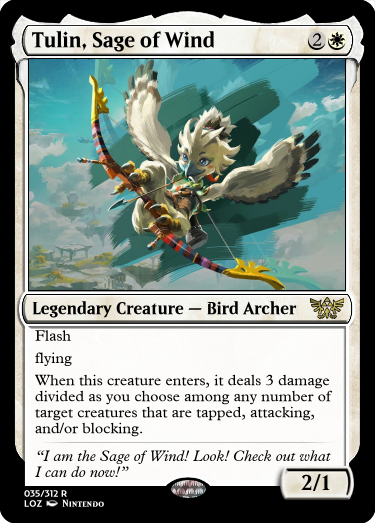 Tulin, Sage of Wind 2
Legendary Creature — Bird Archer
Flash
flying
When this creature enters, it deals 3 damage
divided as you choose among any number of
target creatures that are tapped, attacking,
and/or blocking.
“I am the Sage of Wind! Look! Check out what
I can do now!”
2/1
035/312 R
LOZ Nintendo